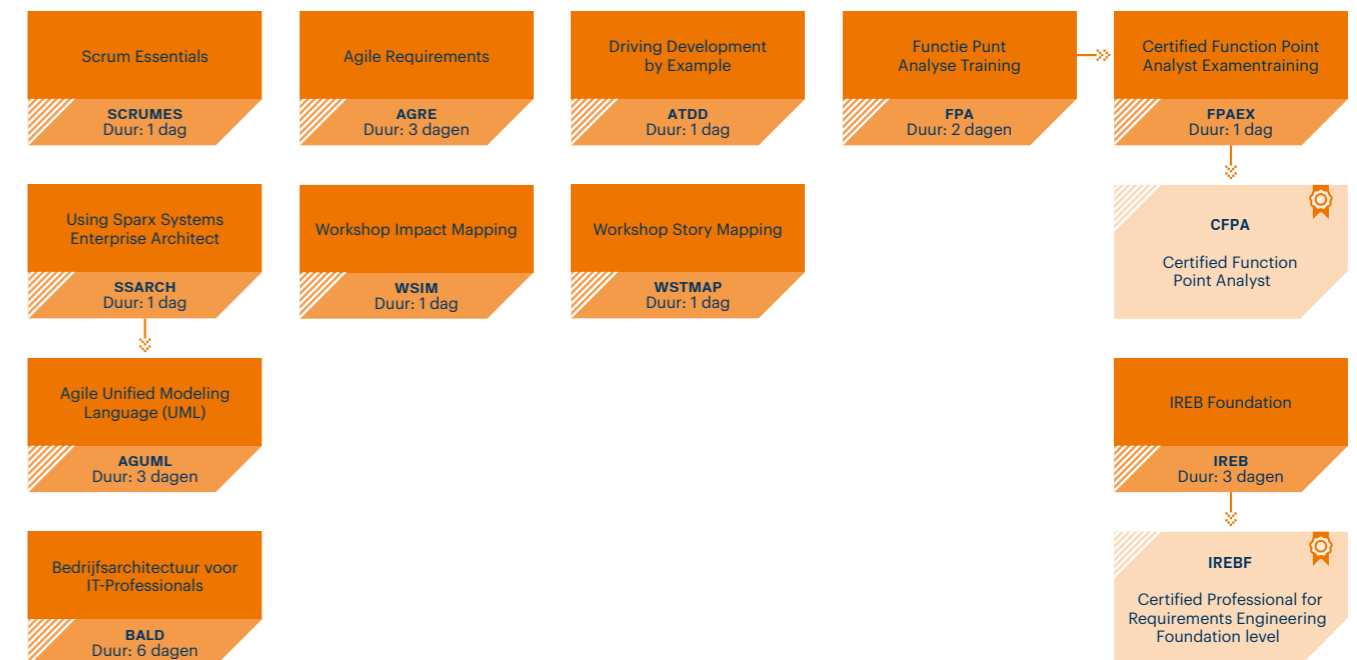 Scrum Essentials
SCRUMES
Duur: 1 dag
Agile Requirements
AGRE
Duur: 3 dagen
Driving Development
by Example
ATDD
Duur: 1 dag
Functie Punt
Analyse Training
FPA
Duur: 2 dagen
Certified Function Point
Analyst Examentraining
FPAEX
Duur: 1 dag
Using Sparx Systems
Enterprise Architect
SSARCH
Duur: 1 dag
Workshop Impact Mapping
WSIM
Duur: 1 dag
Workshop Story Mapping
WSTMAP
Duur: 1 dag
CFPA
Certified Function
Point Analyst
Agile Unified Modeling
Language (UML)
AGUML
Duur: 3 dagen
IREB Foundation
IREB
Duur: 3 dagen
Bedrijfsarchitectuur voor
IT-Professionals
BALD
Duur: 6 dagen
IREBF
Certified Professional for
Requirements Engineering
Foundation level